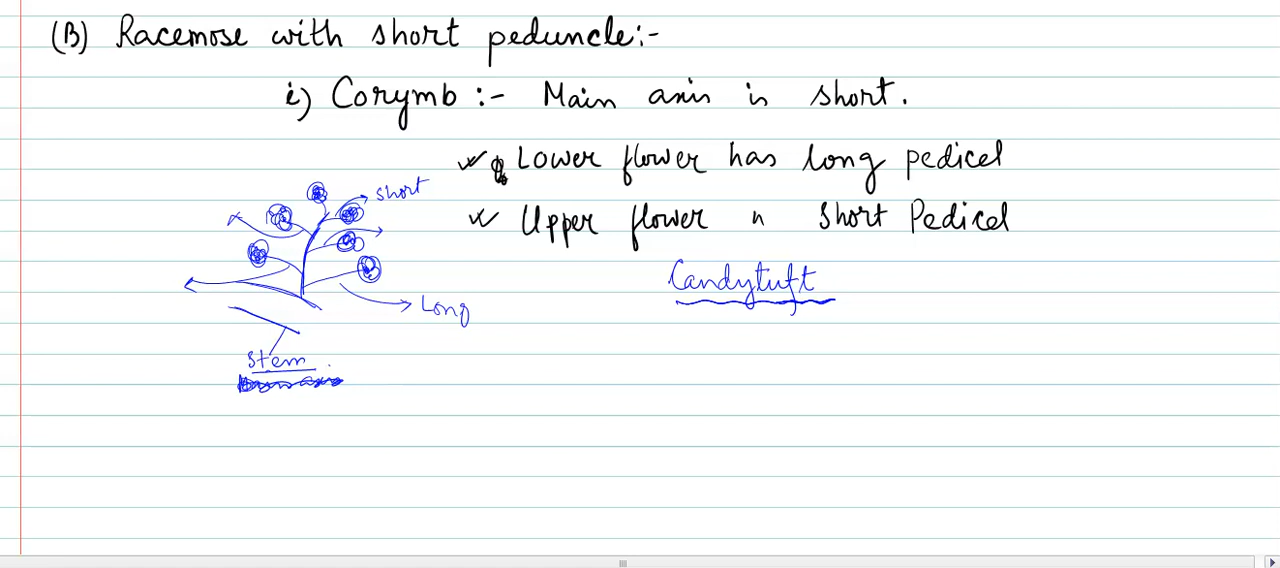 (B) Racemose with short peduncle:-
i) Corymb :- Main axis is short.
Lower flower has long pedicel
Upper flower " short Pedicel
Candytuft
short
Long
Stem